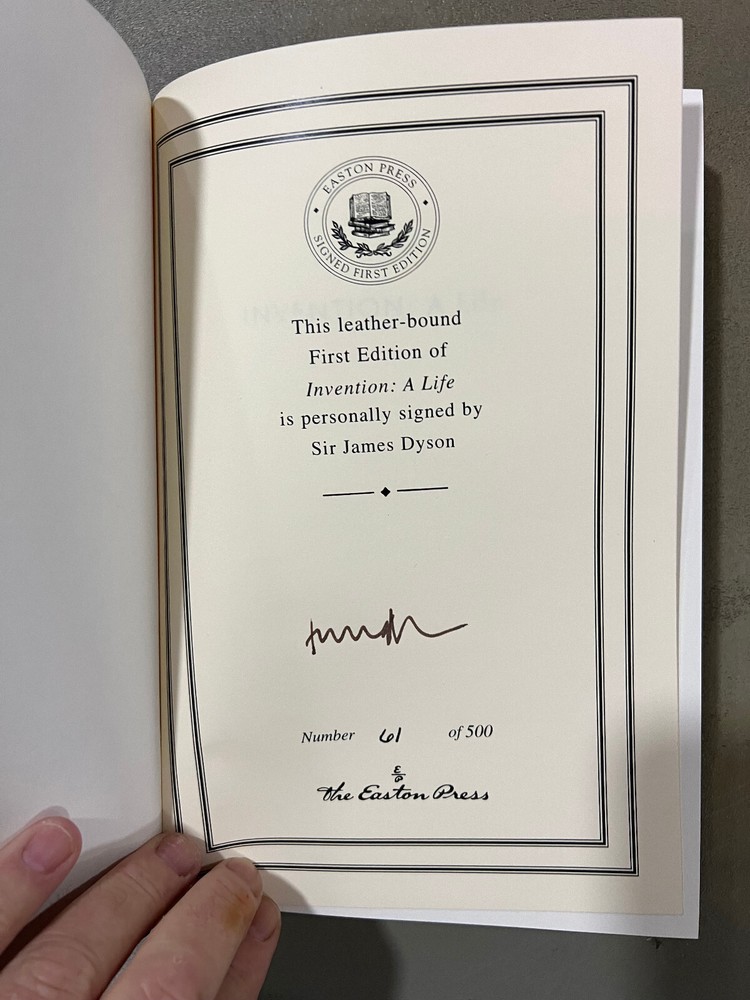 EASTON PRESS
SIGNED FIRST EDITION
This leather-bound
First Edition of
Invention: A Life
is personally signed by
Sir James Dyson
Number 61 of 500
E
P
the Easton Press